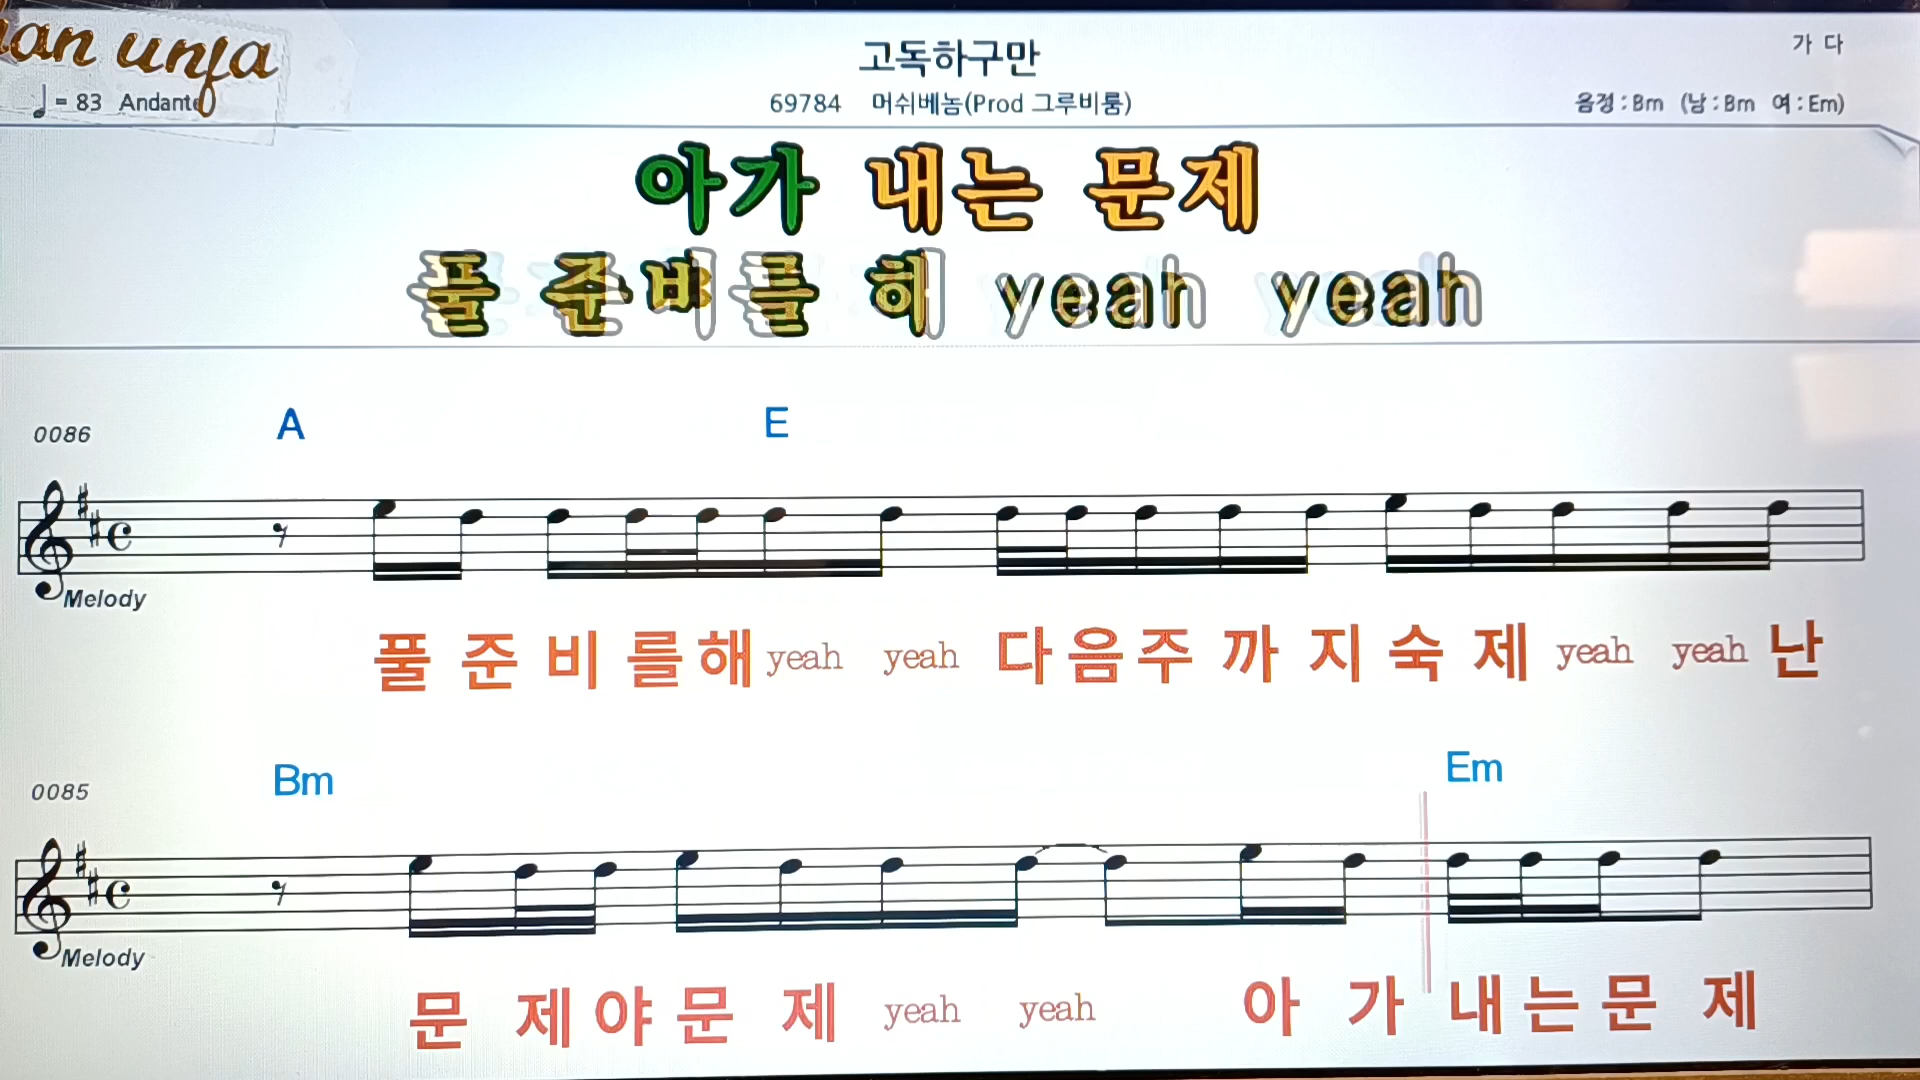 an unja
고독하구만
가 다
♩= 83 Andante
69784 머쉬베놈(Prod 그루비룸)
음정:Bm (남:Bm 여:Em)
아가 내는 문제
풀 준비를 해 yeah yeah
0086 A E
Melody
풀 준 비 를 해 yeah yeah 다 음 주 까 지 숙 제 yeah yeah 난
0085 Bm Em
Melody
문 제 야 문 제 yeah yeah 아 가 내 는 문 제